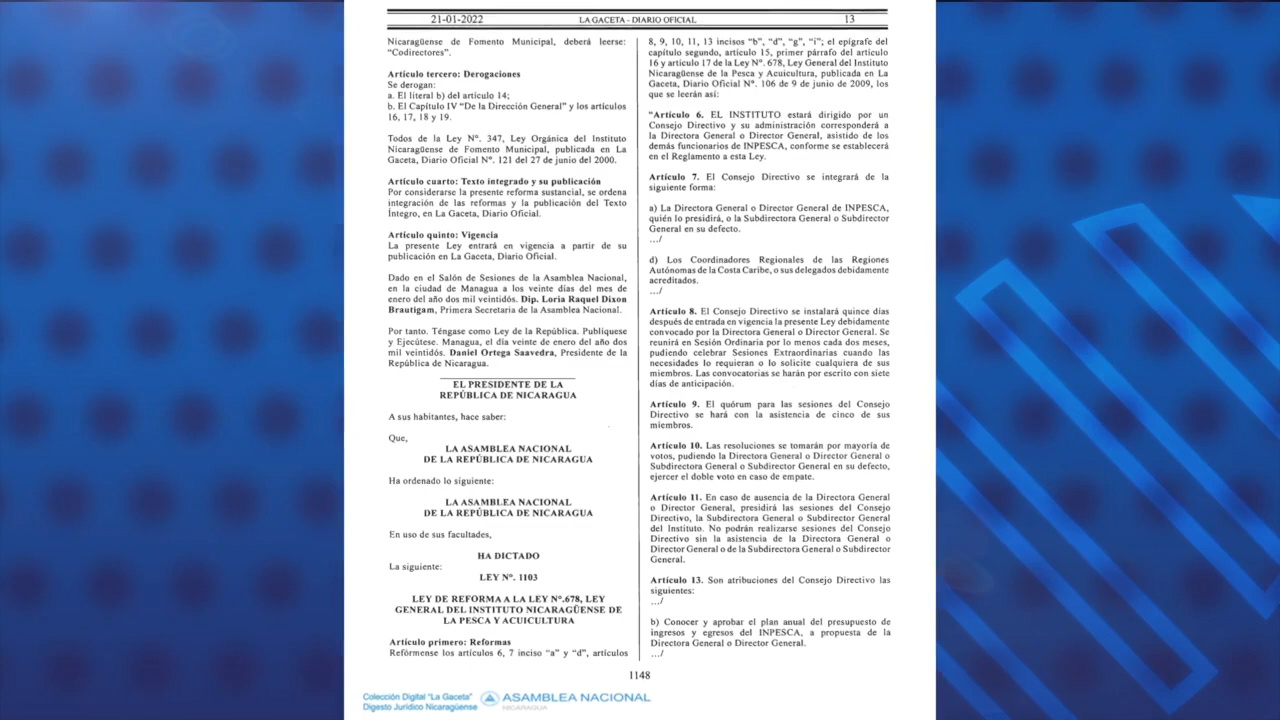 21-01-2022
LA GACETA - DIARIO OFICIAL
13
Nicaragüense de Fomento Municipal, deberá leerse:
"Codirectores".
Artículo tercero: Derogaciones
Se derogan:
a. El literal b) del artículo 14;
b. El Capítulo IV "De la Dirección General" y los artículos
16, 17, 18 y 19.
Todos de la Ley Nº. 347, Ley Orgánica del Instituto
Nicaragüense de Fomento Municipal, publicada en La
Gaceta, Diario Oficial Nº. 121 del 27 de junio del 2000.
Artículo cuarto: Texto integrado y su publicación
Por considerarse la presente reforma sustancial, se ordena
integración de las reformas y la publicación del Texto
Íntegro, en La Gaceta, Diario Oficial.
Artículo quinto: Vigencia
La presente Ley entrará en vigencia a partir de su
publicación en La Gaceta, Diario Oficial.
Dado en el Salón de Sesiones de la Asamblea Nacional,
en la ciudad de Managua a los veinte días del mes de
enero del año dos mil veintidós. Dip. Loria Raquel Dixon
Brautigam, Primera Secretaria de la Asamblea Nacional.
Por tanto. Téngase como Ley de la República. Publíquese
y Ejecútese. Managua, el día veinte de enero del año dos
mil veintidós. Daniel Ortega Saavedra, Presidente de la
República de Nicaragua.
EL PRESIDENTE DE LA
REPÚBLICA DE NICARAGUA
A sus habitantes, hace saber:
Que,
LA ASAMBLEA NACIONAL
DE LA REPÚBLICA DE NICARAGUA
Ha ordenado lo siguiente:
LA ASAMBLEA NACIONAL
DE LA REPÚBLICA DE NICARAGUA
En uso de sus facultades,
HA DICTADO
La siguiente:
LEY Nº. 1103
LEY DE REFORMA A LA LEY Nº.678, LEY
GENERAL DEL INSTITUTO NICARAGÜENSE DE
LA PESCA Y ACUICULTURA
Artículo primero: Reformas
Refórmense los artículos 6, 7 inciso "a" y "d", artículos
8, 9, 10, 11, 13 incisos "b", "d", "g", "i"; el epígrafe del
capítulo segundo, artículo 15, primer párrafo del artículo
16 y artículo 17 de la Ley Nº. 678, Ley General del Instituto
Nicaragüense de la Pesca y Acuicultura, publicada en La
Gaceta, Diario Oficial Nº. 106 de 9 de junio de 2009, los
que se leerán así:
"Artículo 6. EL INSTITUTO estará dirigido por un
Consejo Directivo y su administración corresponderá a
la Directora General o Director General, asistido de los
demás funcionarios de INPESCA, conforme se establecerá
en el Reglamento a esta Ley.
Artículo 7. El Consejo Directivo se integrará de la
siguiente forma:
a) La Directora General o Director General de INPESCA,
quién lo presidirá, o la Subdirectora General o Subdirector
General en su defecto.
.../
d) Los Coordinadores Regionales de las Regiones
Autónomas de la Costa Caribe, o sus delegados debidamente
acreditados.
.../
Artículo 8. El Consejo Directivo se instalará quince días
después de entrada en vigencia la presente Ley debidamente
convocado por la Directora General o Director General. Se
reunirá en Sesión Ordinaria por lo menos cada dos meses,
pudiendo celebrar Sesiones Extraordinarias cuando las
necesidades lo requieran o lo solicite cualquiera de sus
miembros. Las convocatorias se harán por escrito con siete
días de anticipación.
Artículo 9. El quórum para las sesiones del Consejo
Directivo se hará con la asistencia de cinco de sus
miembros.
Artículo 10. Las resoluciones se tomarán por mayoría de
votos, pudiendo la Directora General o Director General o
Subdirectora General o Subdirector General en su defecto,
ejercer el doble voto en caso de empate.
Artículo 11. En caso de ausencia de la Directora General
o Director General, presidirá las sesiones del Consejo
Directivo, la Subdirectora General o Subdirector General
del Instituto. No podrán realizarse sesiones del Consejo
Directivo sin la asistencia de la Directora General o
Director General o de la Subdirectora General o Subdirector
General.
Artículo 13. Son atribuciones del Consejo Directivo las
siguientes:
.../
b) Conocer y aprobar el plan anual del presupuesto de
ingresos y egresos del INPESCA, a propuesta de la
Directora General o Director General.
.../
1148
Colección Digital "La Gaceta"
Digesto Jurídico Nicaragüense
ASAMBLEA NACIONAL
NICARAGUA